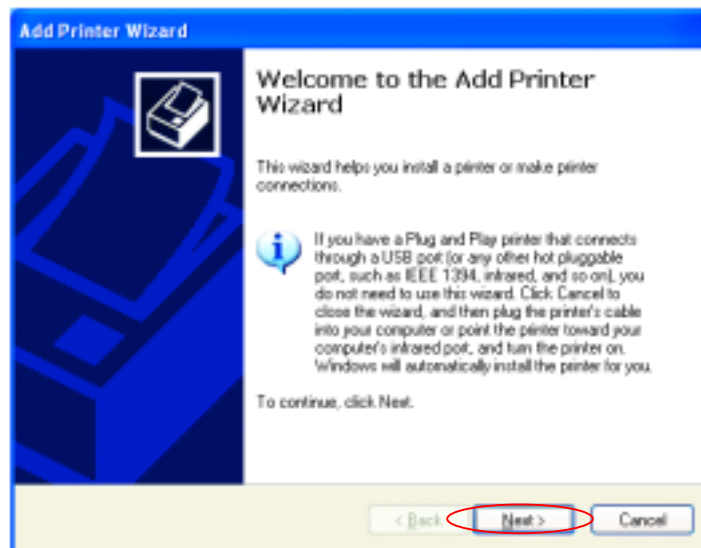 Add Printer Wizard
Welcome to the Add Printer
Wizard
This wizard helps you install a printer or make printer
connections.
If you have a Plug and Play printer that connects
through a USB port (or any other hot pluggable
port, such as IEEE 1394, infrared, and so on), you
do not need to use this wizard. Click Cancel to
close the wizard, and then plug the printer's cable
into your computer or point the printer toward your
computer's infrared port, and turn the printer on.
Windows will automatically install the printer for you.
To continue, click Next.
< Back
Next >
Cancel